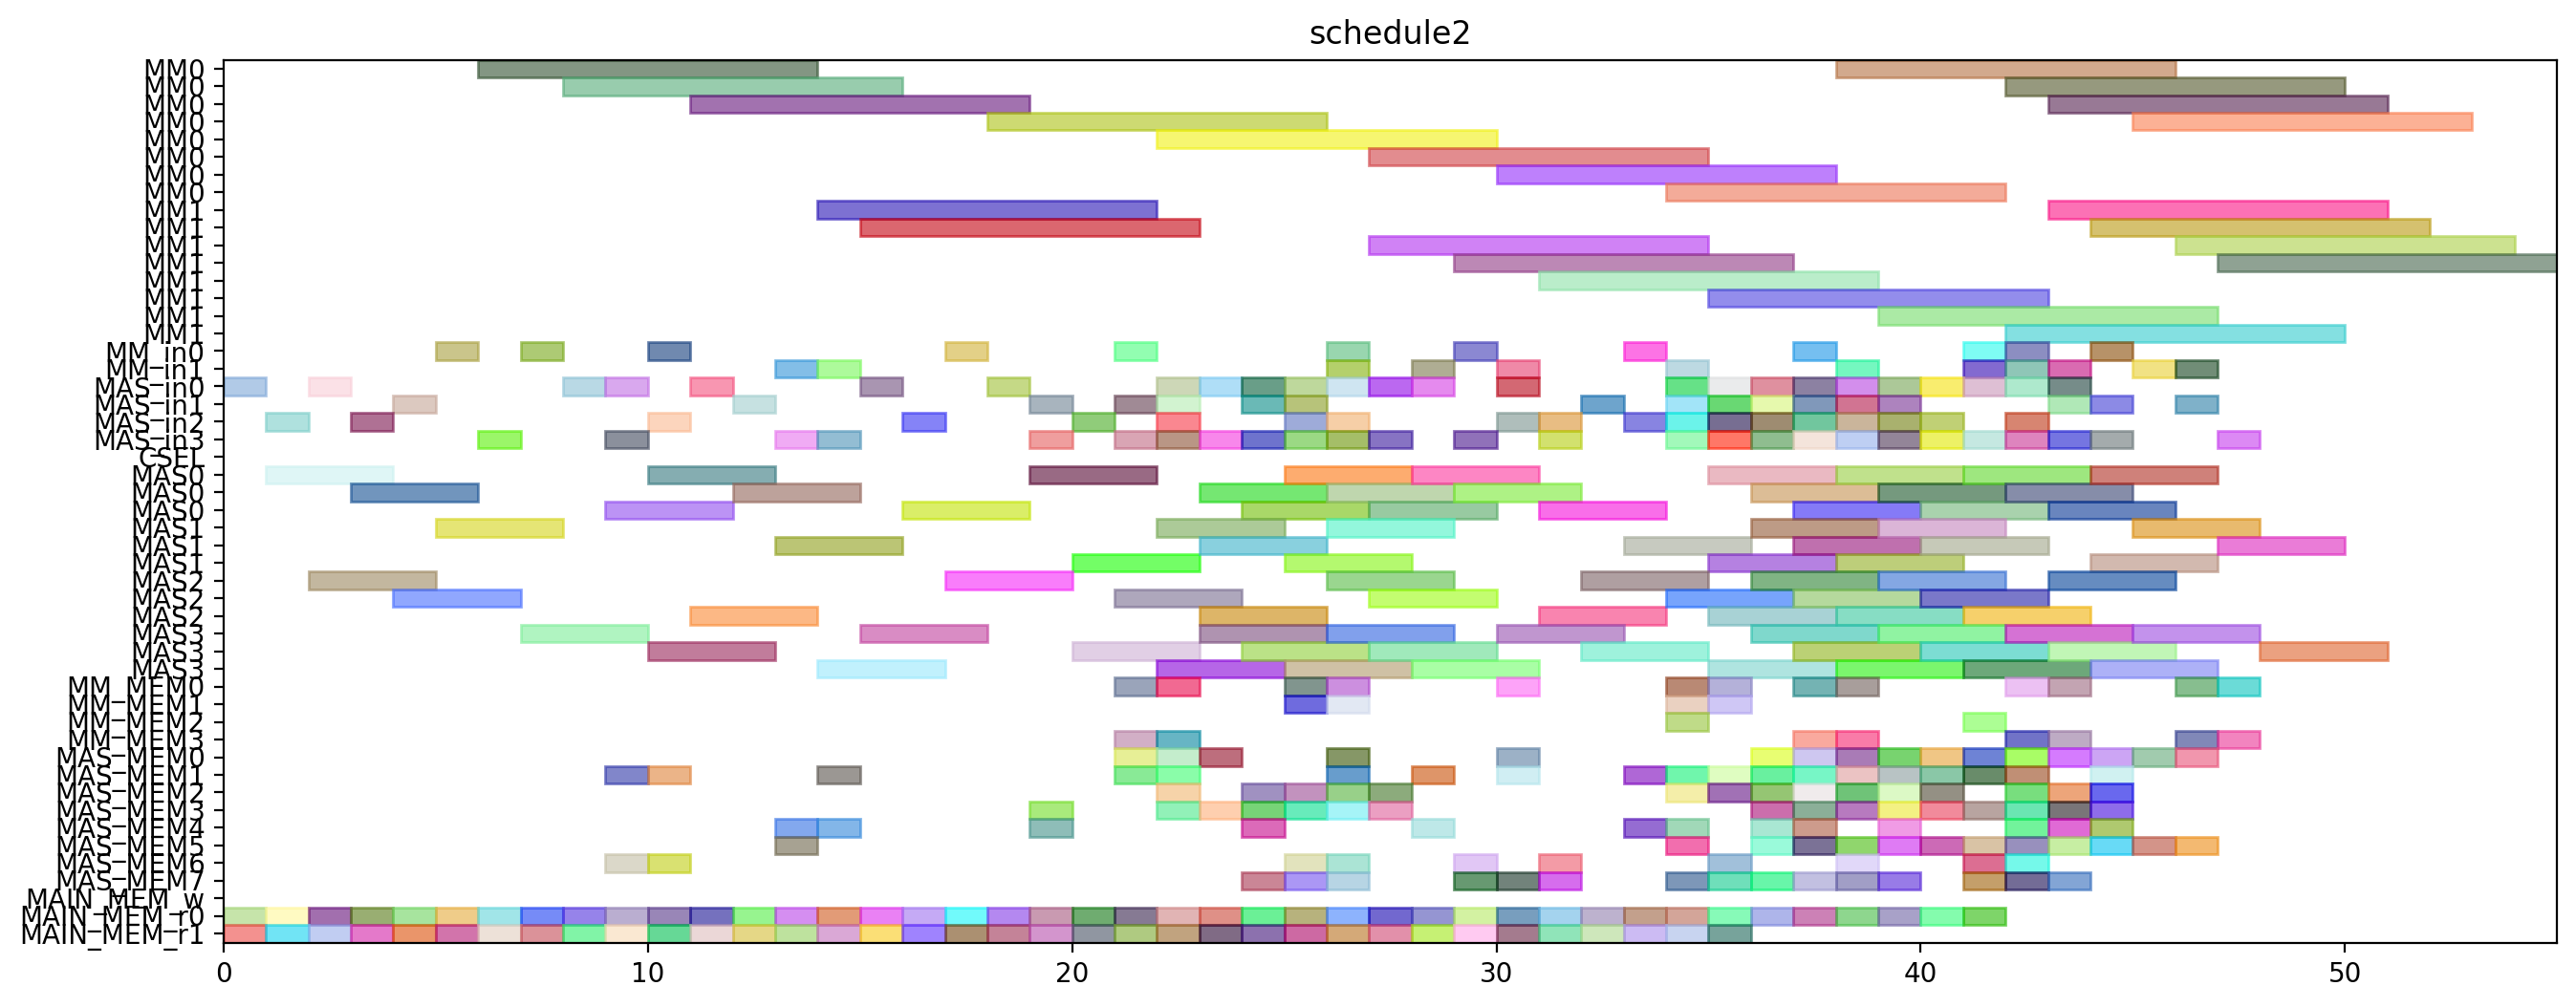 schedule2
MM0
MM0
MM0
MM0
MM0
MM0
MM0
MM0
MM1
MM1
MM1
MM1
MM1
MM1
MM1
MM1
MM_in0
MM_in1
MAS_in0
MAS_in1
MAS_in2
MAS_in3
CSEL
MAS0
MAS0
MAS0
MAS1
MAS1
MAS1
MAS2
MAS2
MAS2
MAS3
MAS3
MAS3
MM_MEM0
MM_MEM1
MM_MEM2
MM_MEM3
MAS_MEM0
MAS_MEM1
MAS_MEM2
MAS_MEM3
MAS_MEM4
MAS_MEM5
MAS_MEM6
MAS_MEM7
MAIN_MEM_w
MAIN_MEM_r0
MAIN_MEM_r1
0 10 20 30 40 50